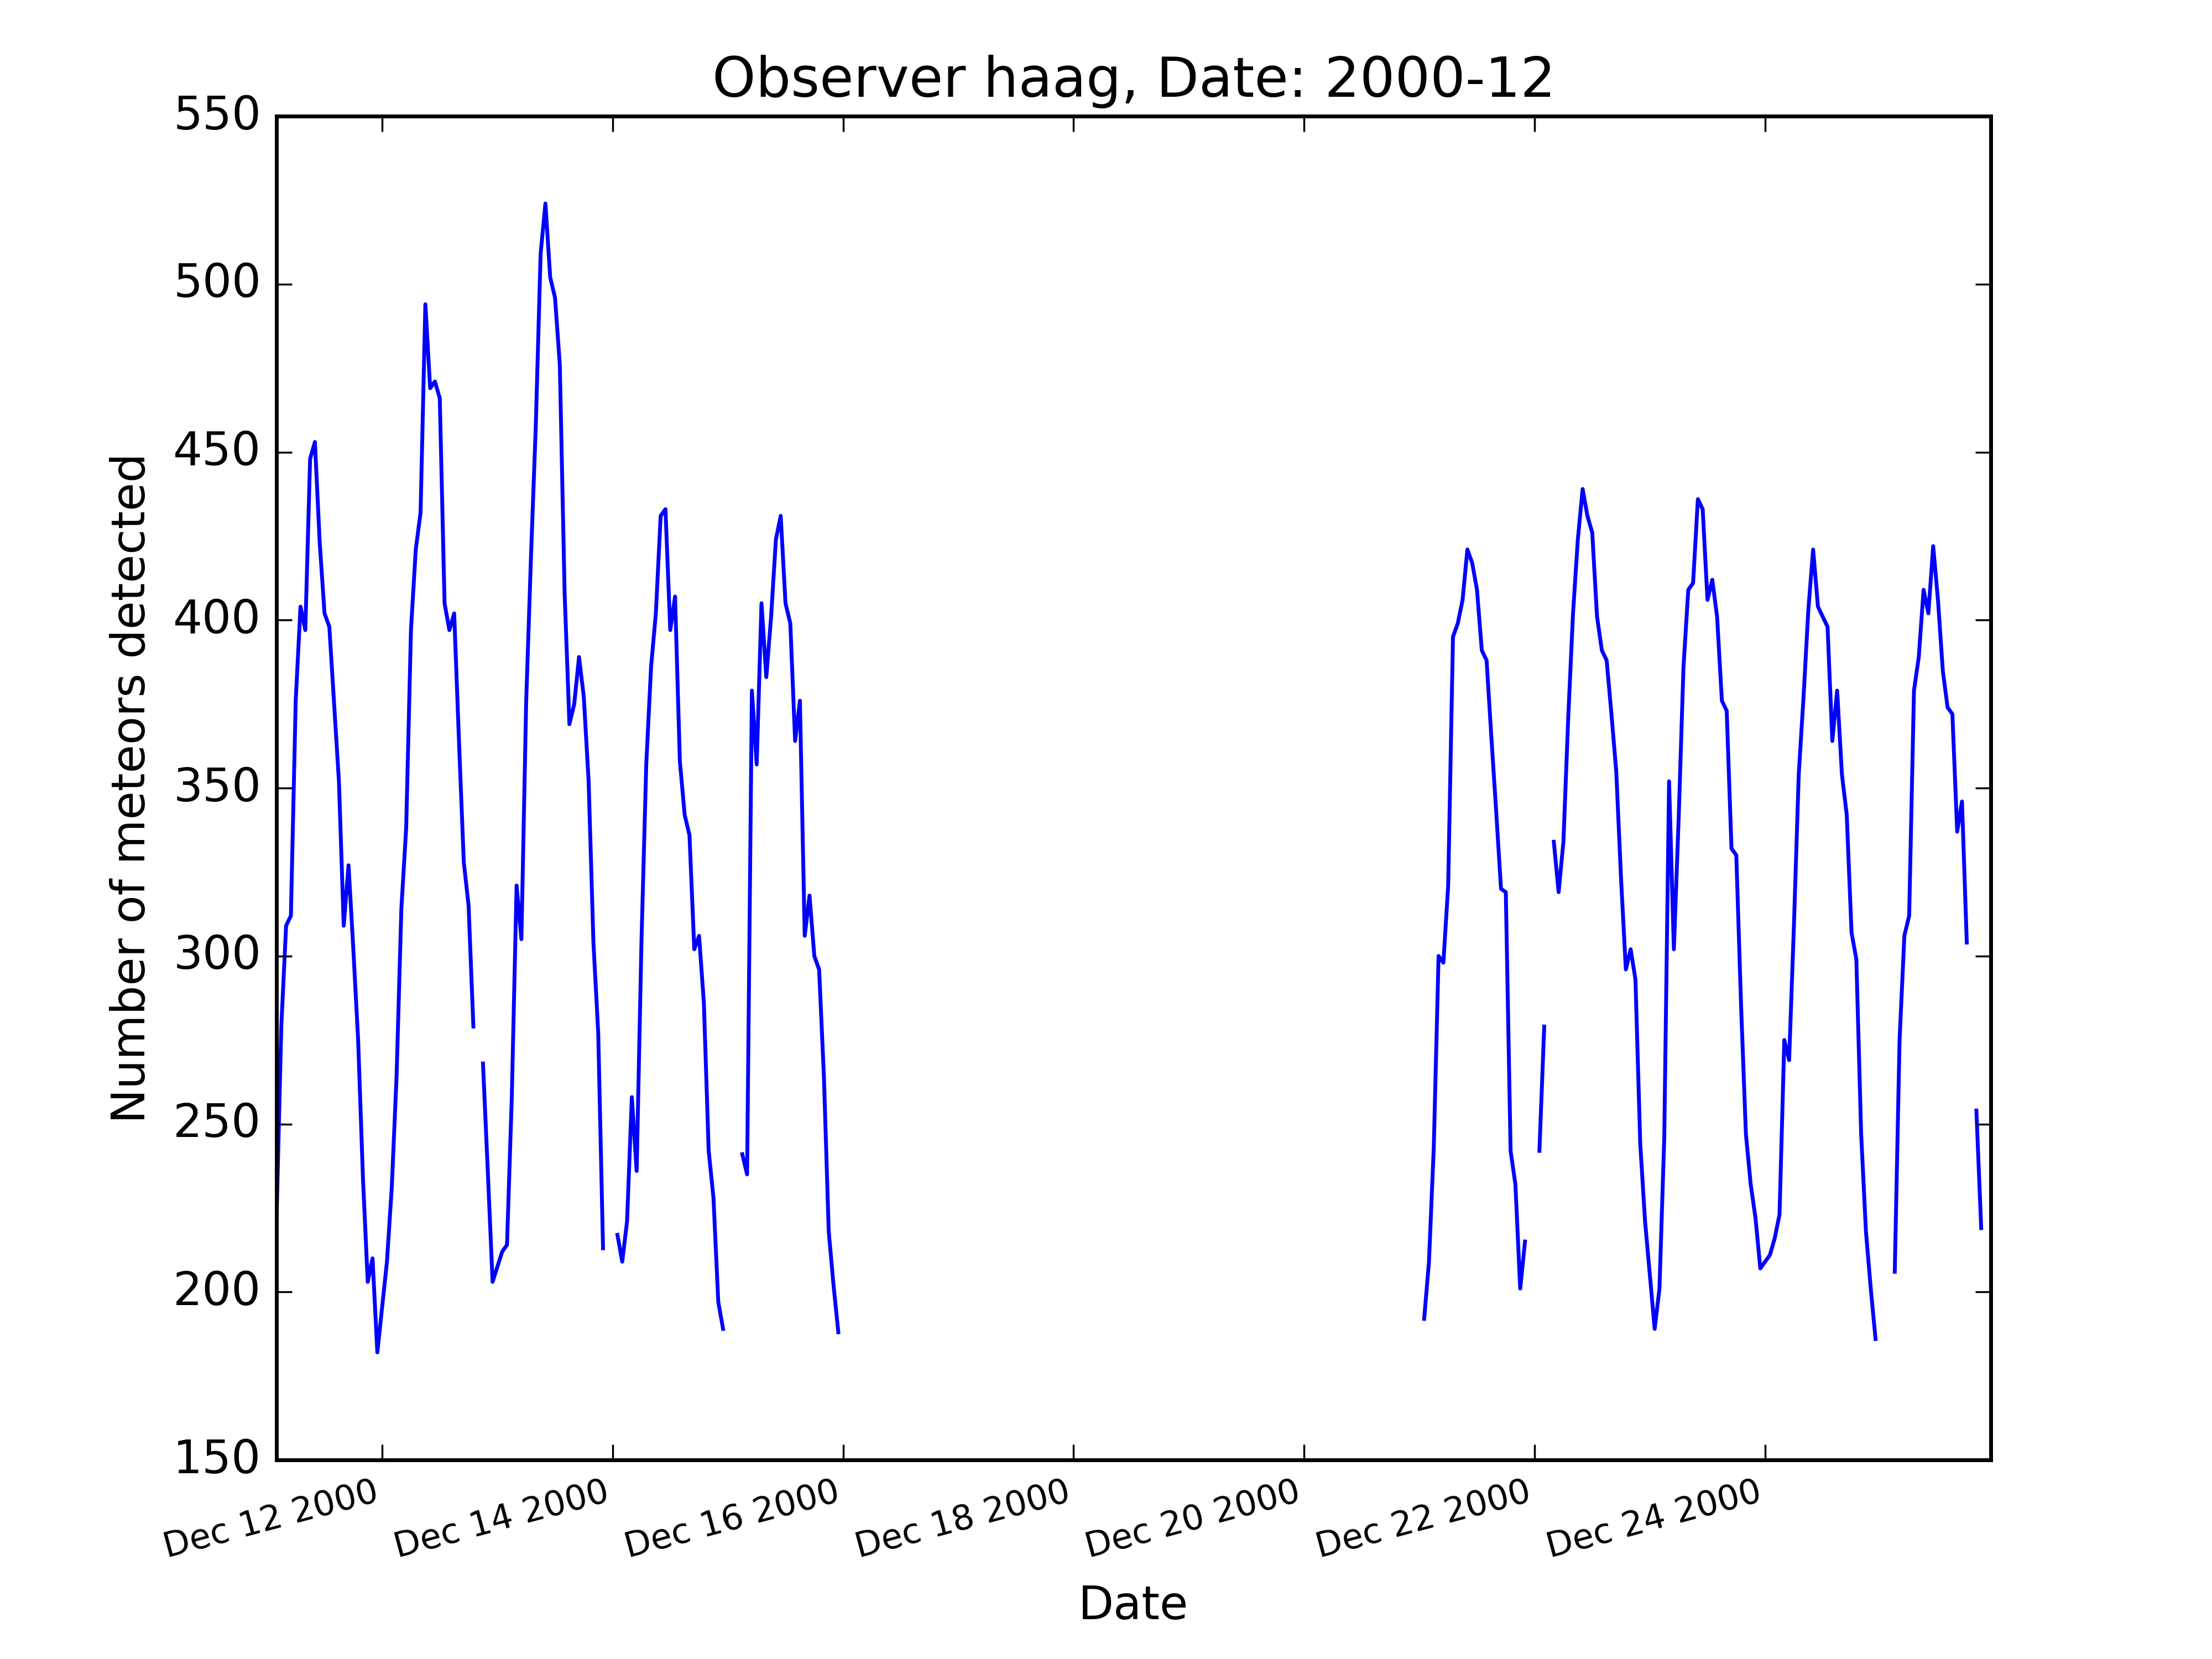 Observer haag, Date: 2000-12
550
500
450
400
350
300
250
200
150
Number of meteors detected
Dec 12 2000
Dec 14 2000
Dec 16 2000
Dec 18 2000
Dec 20 2000
Dec 22 2000
Dec 24 2000
Date